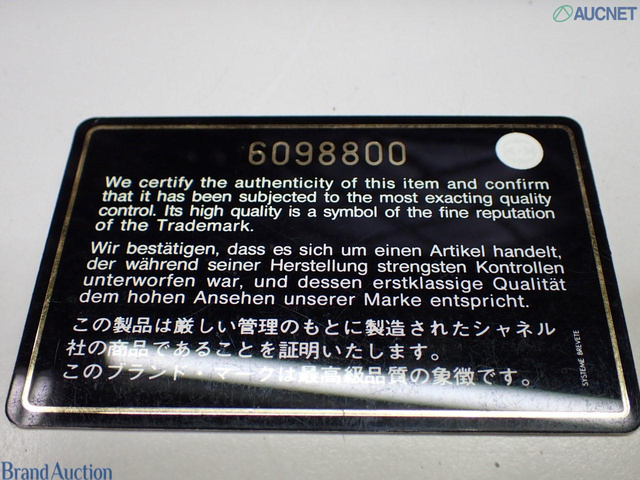 AUCNET
6098800
We certify the authenticity of this item and confirm
that it has been subjected to the most exacting quality
control. Its high quality is a symbol of the fine reputation
of the Trademark.
Wir bestätigen, dass es sich um einen Artikel handelt,
der während seiner Herstellung strengsten Kontrollen
unterworfen war, und dessen erstklassige Qualität
dem hohen Ansehen unserer Marke entspricht.
この製品は厳しい管理のもとに製造されたシャネル
社の商品であることを証明いたします。
このブランド・マークは最高級品質の象徴です。
SYSTEME BREVETE
Brand Auction